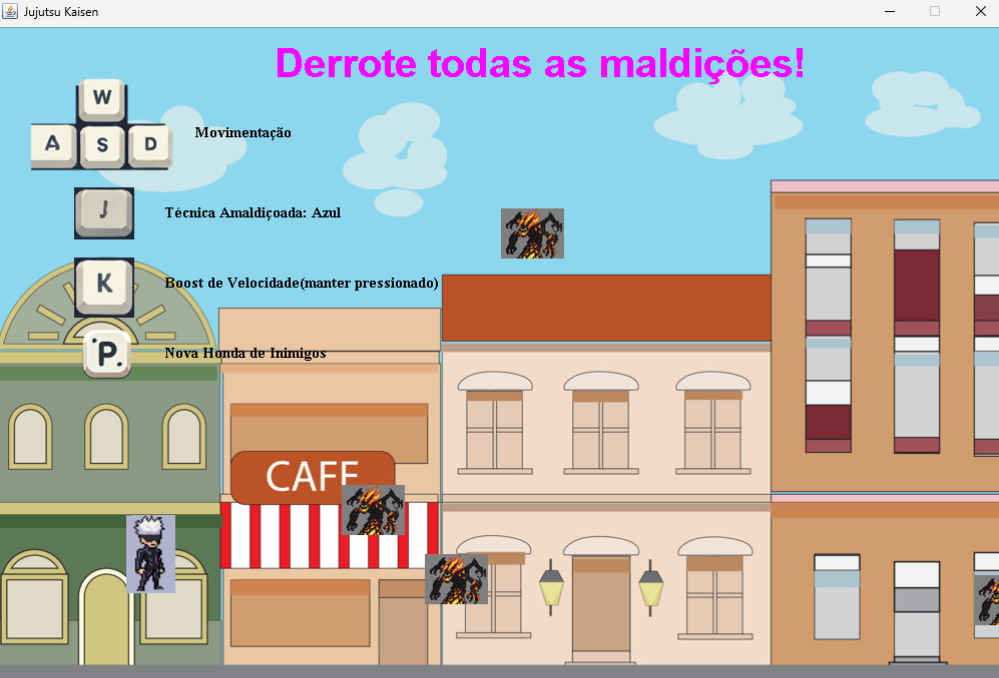 Jujutsu Kaisen
Derrote todas as maldições!
W
A S D
Movimentação
J
Técnica Amaldiçoada: Azul
K
Boost de Velocidade(manter pressionado)
P
Nova Honda de Inimigos
CAFE